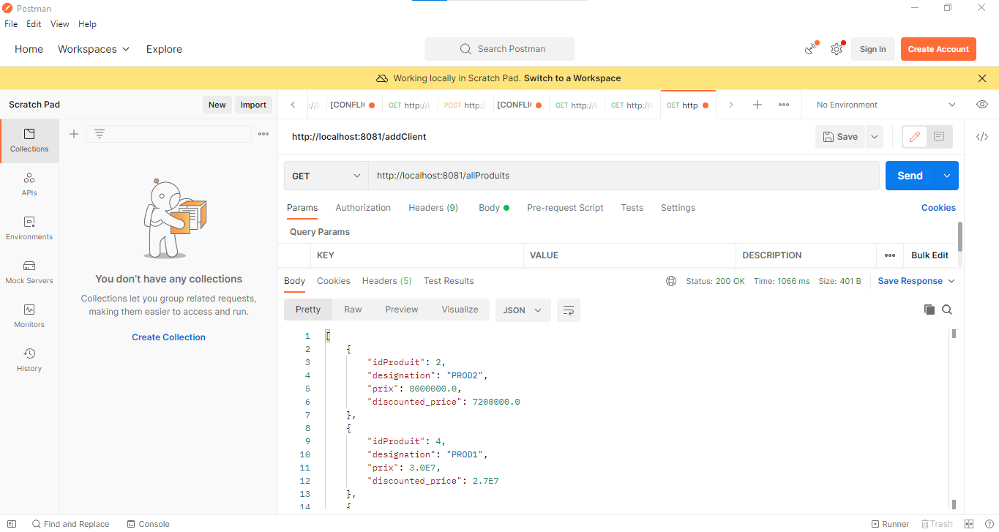 Postman
File Edit View Help
Home Workspaces Explore
Search Postman
Sign In
Create Account
Working locally in Scratch Pad. Switch to a Workspace
Scratch Pad
New
Import
[CONFLI
GET http://l
POST http:/
[CONFLI
GET http://l
GET http://l
GET http
No Environment
Collections
APIs
Environments
Mock Servers
Monitors
History
You don't have any collections
Collections let you group related requests,
making them easier to access and run.
Create Collection
http://localhost:8081/addClient
Save
GET
http://localhost:8081/allProduits
Send
Params Authorization Headers (9) Body Pre-request Script Tests Settings
Cookies
Query Params
KEY VALUE DESCRIPTION
Bulk Edit
Body Cookies Headers (5) Test Results
Status: 200 OK Time: 1066 ms Size: 401 B
Save Response
Pretty Raw Preview Visualize JSON
1 [
2 {
3 "idProduit": 2,
4 "designation": "PROD2",
5 "prix": 8000000.0,
6 "discounted_price": 7200000.0
7 },
8 {
9 "idProduit": 4,
10 "designation": "PROD1",
11 "prix": 3.0E7,
12 "discounted_price": 2.7E7
13 },
14 {
Find and Replace Console
Runner Trash